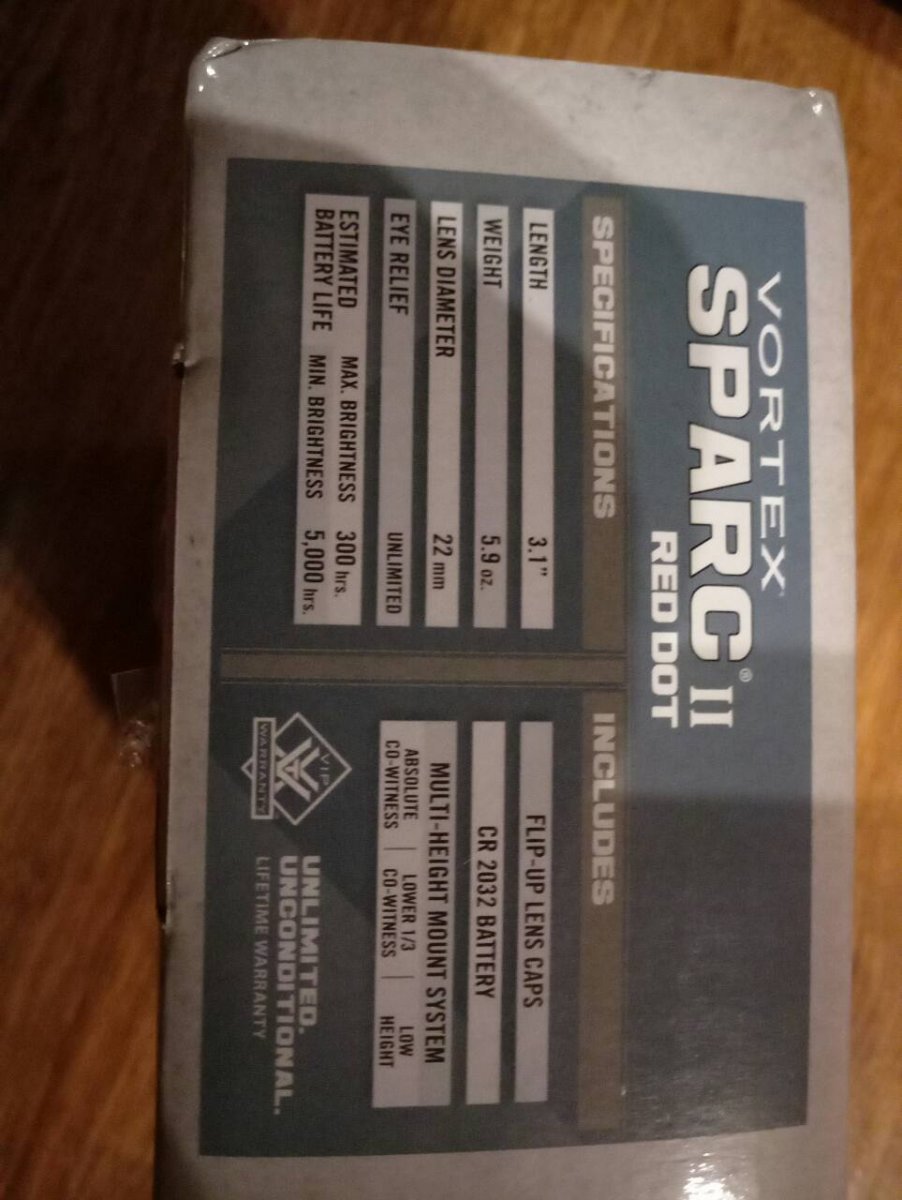 VORTEX
SPARC® II
RED DOT
SPECIFICATIONS
LENGTH 3.1"
WEIGHT 5.9 oz.
LENS DIAMETER 22 mm
EYE RELIEF UNLIMITED
ESTIMATED MAX. BRIGHTNESS 300 hrs.
BATTERY LIFE MIN. BRIGHTNESS 5,000 hrs.
INCLUDES
FLIP-UP LENS CAPS
CR 2032 BATTERY
MULTI-HEIGHT MOUNT SYSTEM
ABSOLUTE | LOWER 1/3 | LOW
CO-WITNESS | CO-WITNESS | HEIGHT
VIP
WARRANTY
UNLIMITED.
UNCONDITIONAL.
LIFETIME WARRANTY